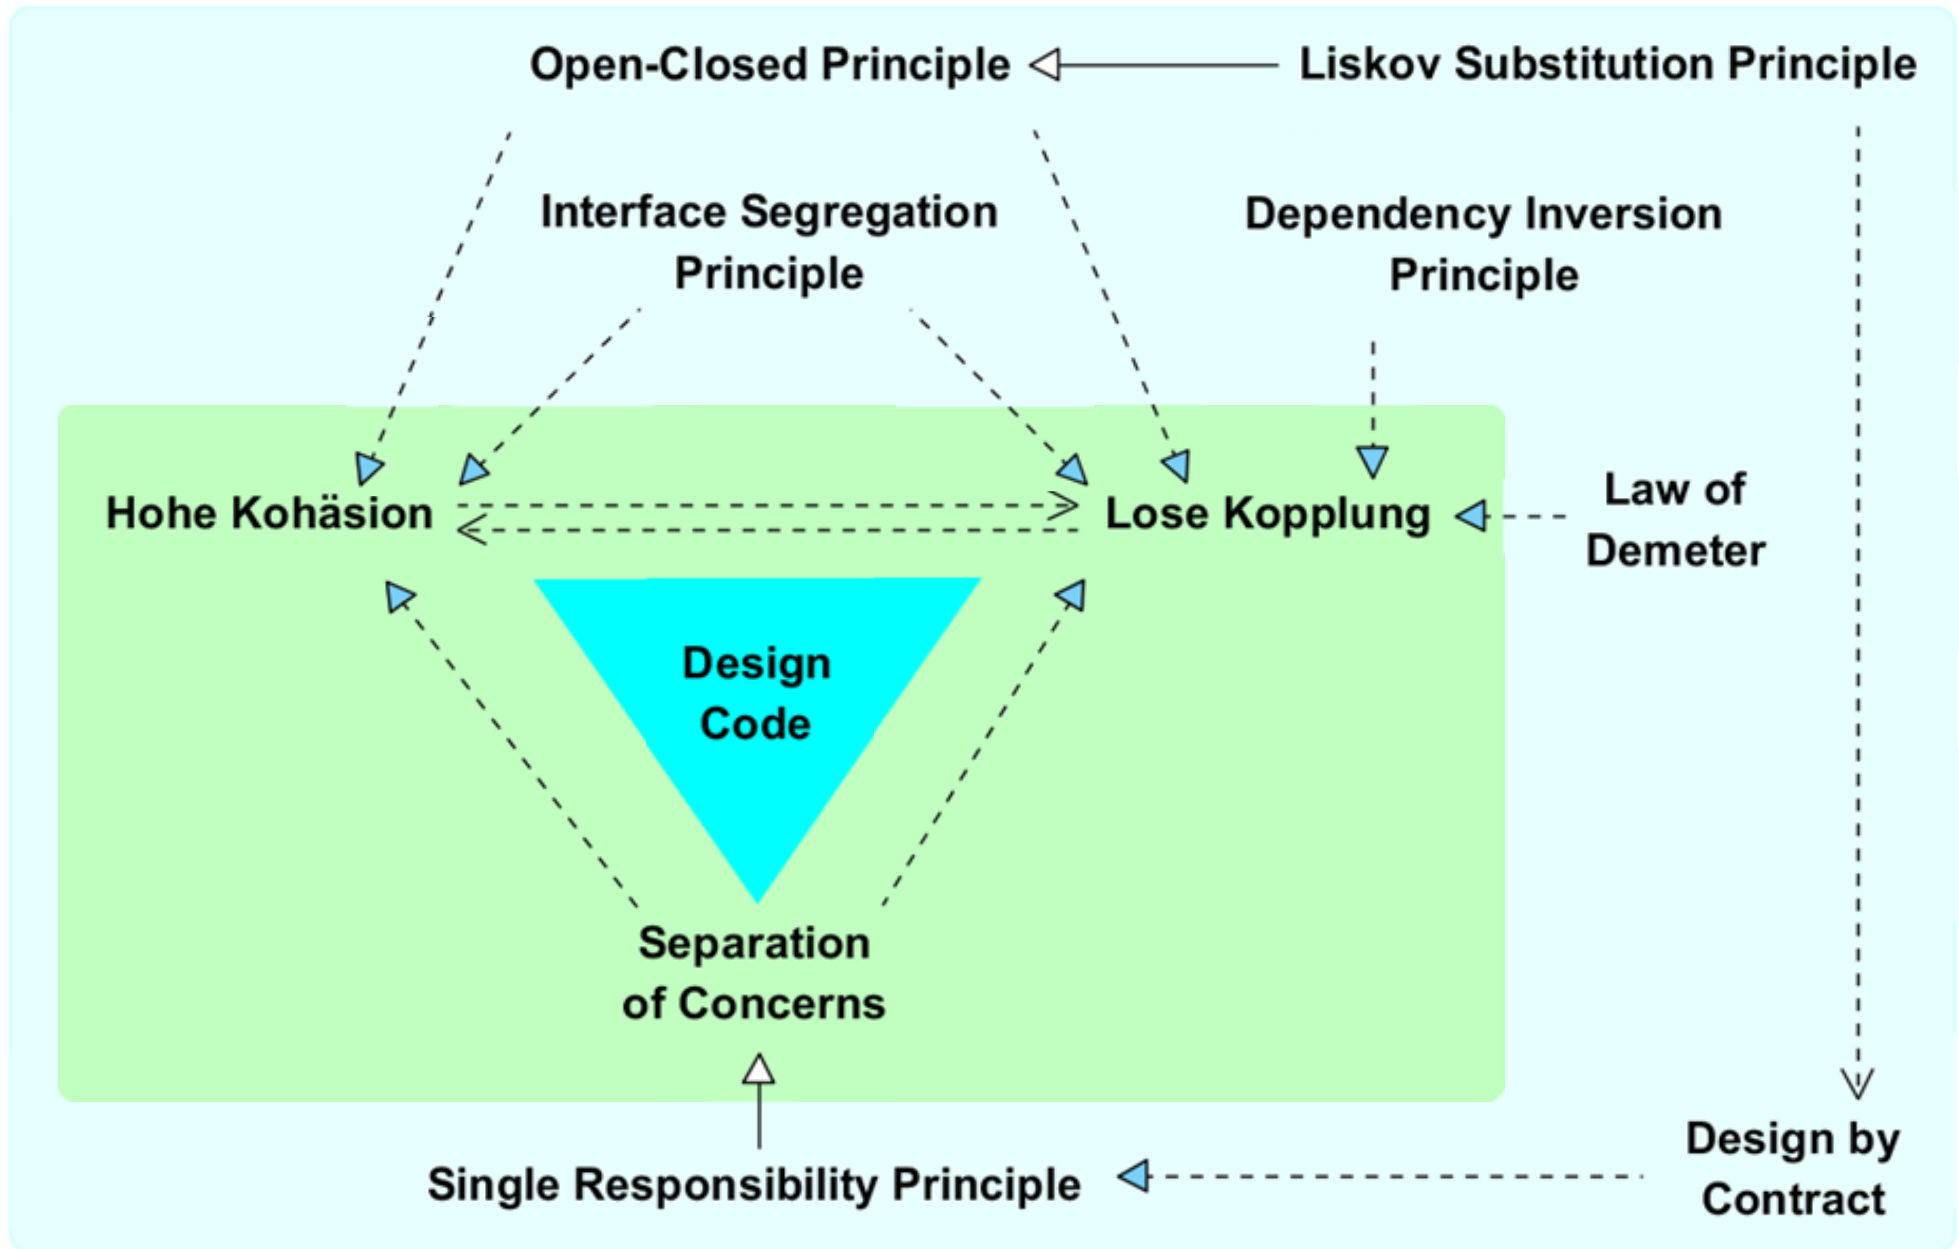 Open-Closed Principle
Liskov Substitution Principle
Interface Segregation
Principle
Dependency Inversion
Principle
Hohe Kohäsion
Lose Kopplung
Law of
Demeter
Design
Code
Separation
of Concerns
Single Responsibility Principle
Design by
Contract